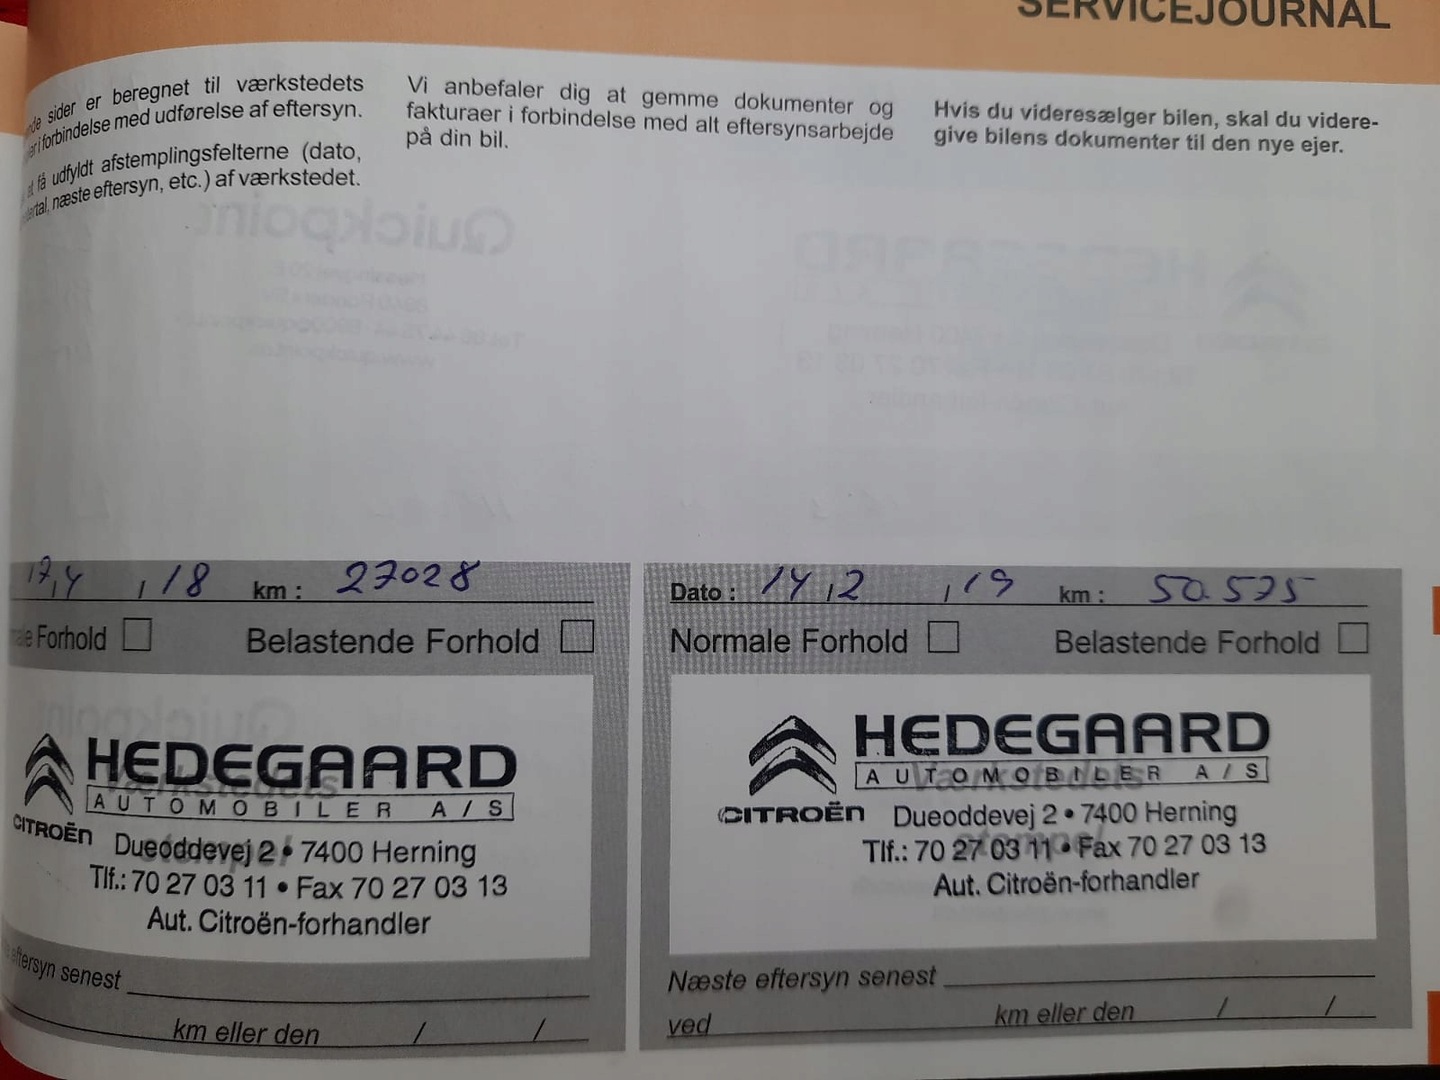 SERVICEJOURNAL
sider er beregnet til værkstedets
i forbindelse med udførelse af eftersyn.
få udfyldt afstemplingsfelterne (dato,
næste eftersyn, etc.) af værkstedet.
Vi anbefaler dig at gemme dokumenter og
fakturaer i forbindelse med alt eftersynsarbejde
på din bil.
Hvis du videresælger bilen, skal du videre-
give bilens dokumenter til den nye ejer.
17,4 / 18 km : 27028
Forhold Belastende Forhold
HEDEGAARD
AUTOMOBILER A/S
CITROËN Dueoddevej 2 • 7400 Herning
Tlf.: 70 27 03 11 • Fax 70 27 03 13
Aut. Citroën-forhandler
eftersyn senest
km eller den / /
Dato : 14 / 2 / 19 km : 50.575
Normale Forhold Belastende Forhold
HEDEGAARD
AUTOMOBILER A/S
CITROËN Dueoddevej 2 • 7400 Herning
Tlf.: 70 27 03 11 • Fax 70 27 03 13
Aut. Citroën-forhandler
Næste eftersyn senest
ved km eller den / /